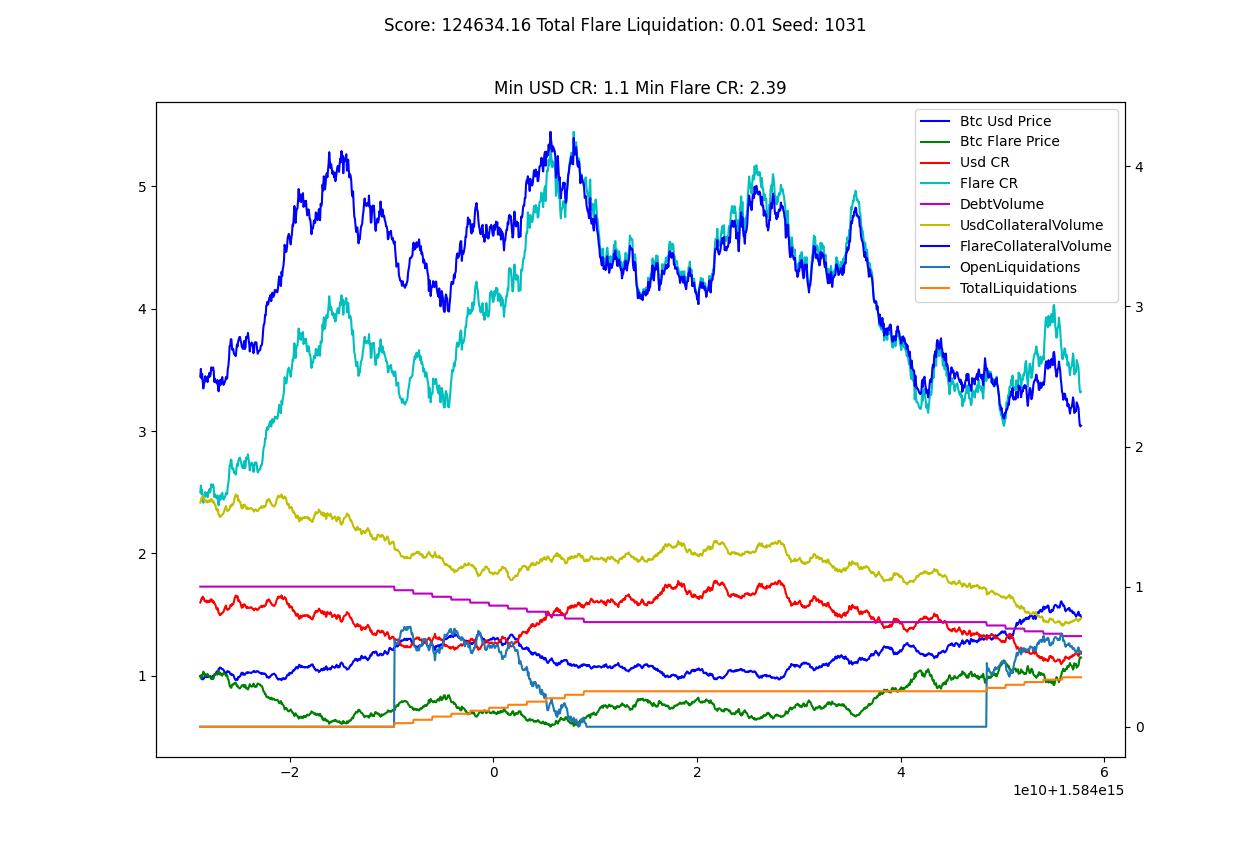 Score: 124634.16 Total Flare Liquidation: 0.01 Seed: 1031
Min USD CR: 1.1 Min Flare CR: 2.39
Btc Usd Price
Btc Flare Price
Usd CR
Flare CR
DebtVolume
UsdCollateralVolume
FlareCollateralVolume
OpenLiquidations
TotalLiquidations
5
4
3
2
1
4
3
2
1
0
−2
0
2
4
6
1e10+1.584e15